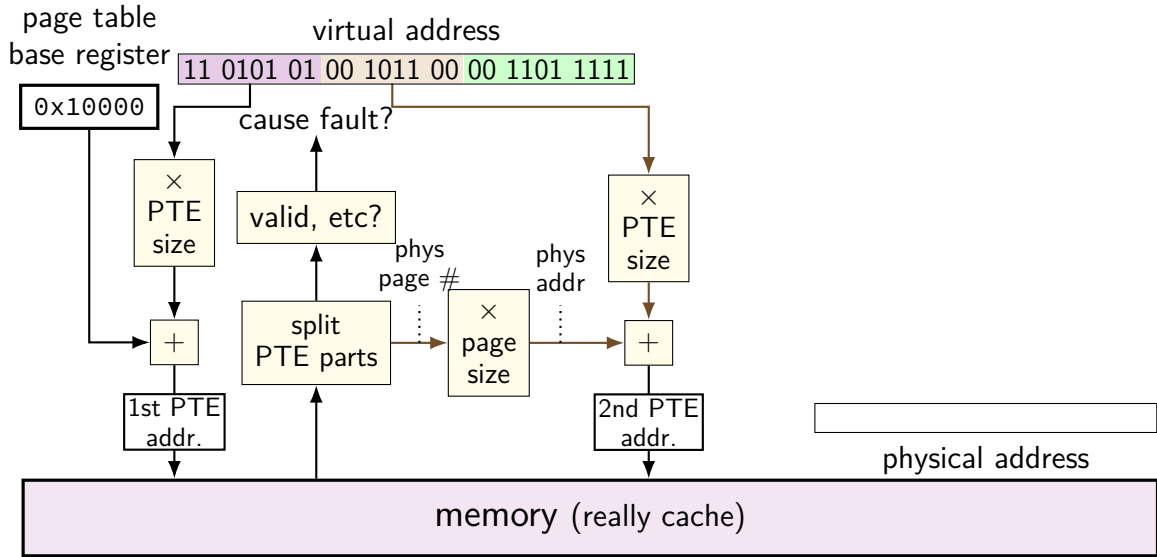 page table
base register
virtual address
11 0101 01 00 1011 00 00 1101 1111
0x10000
cause fault?
×
PTE
size
valid, etc?
×
PTE
size
phys
page #
phys
addr
split
PTE parts
×
page
size
+
+
1st PTE
addr.
2nd PTE
addr.
physical address
memory (really cache)